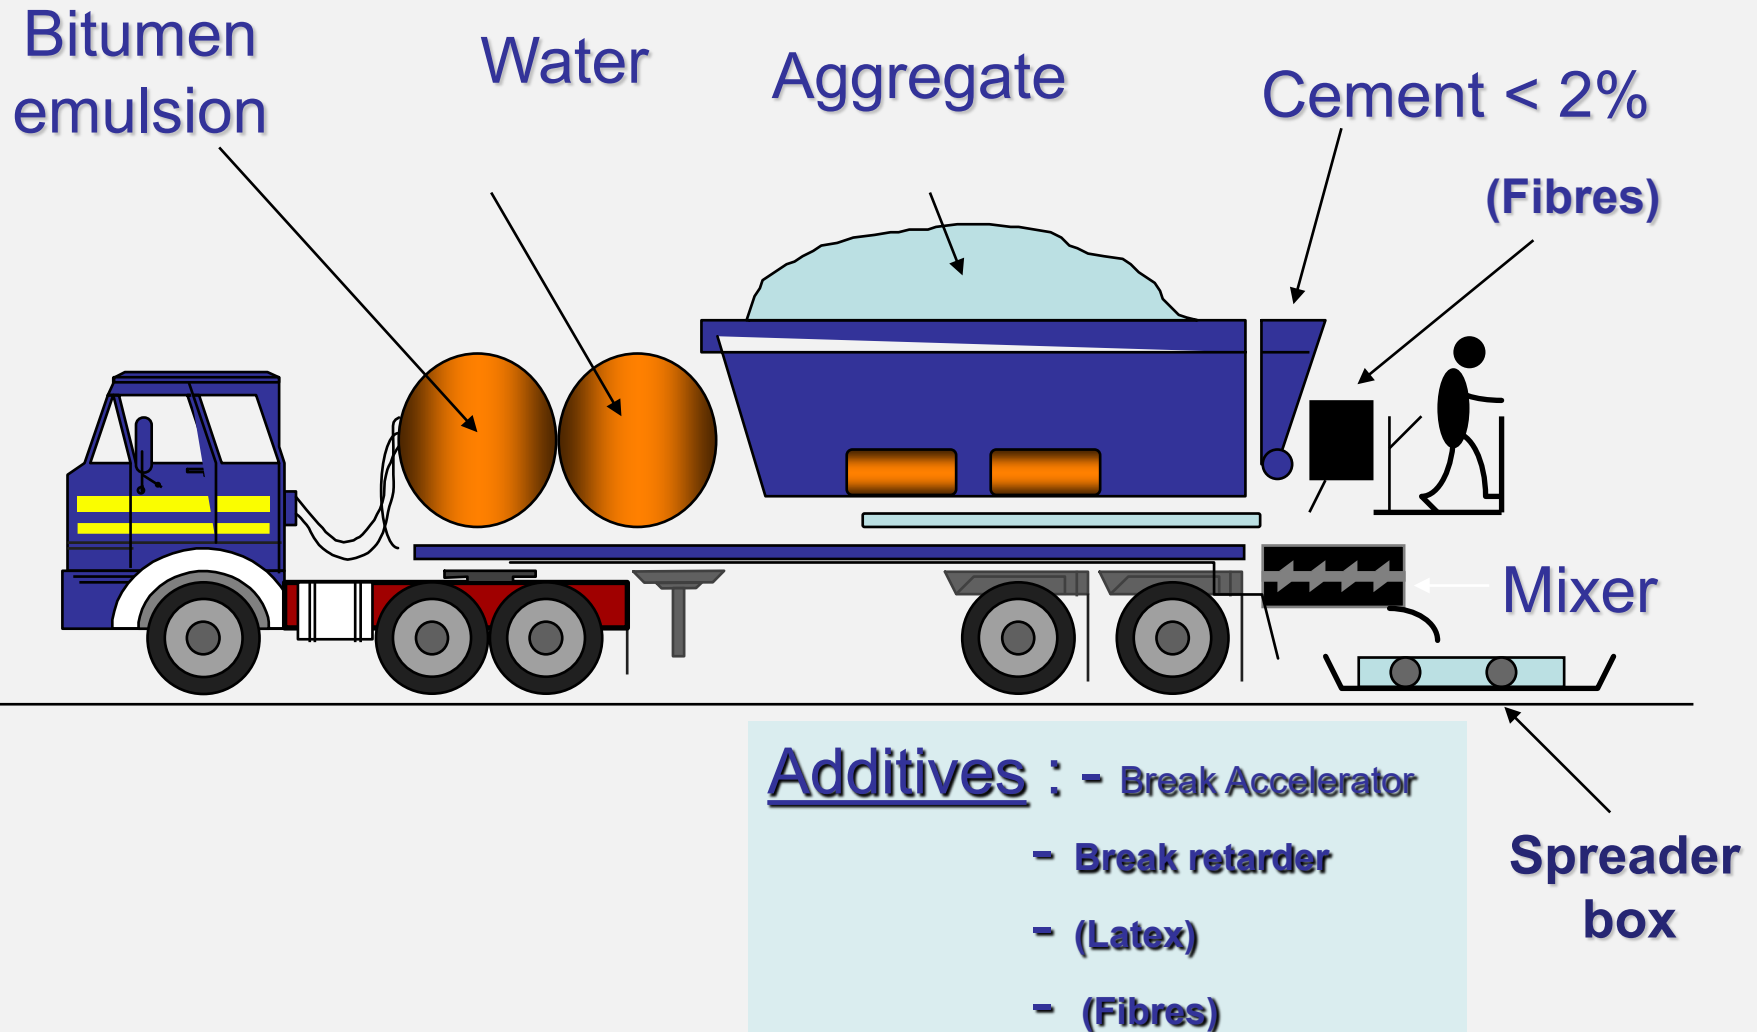 Bitumen
emulsion
Water
Aggregate
Cement < 2%
(Fibres)
Mixer
Additives : - Break Accelerator
- Break retarder
- (Latex)
- (Fibres)
Spreader
box